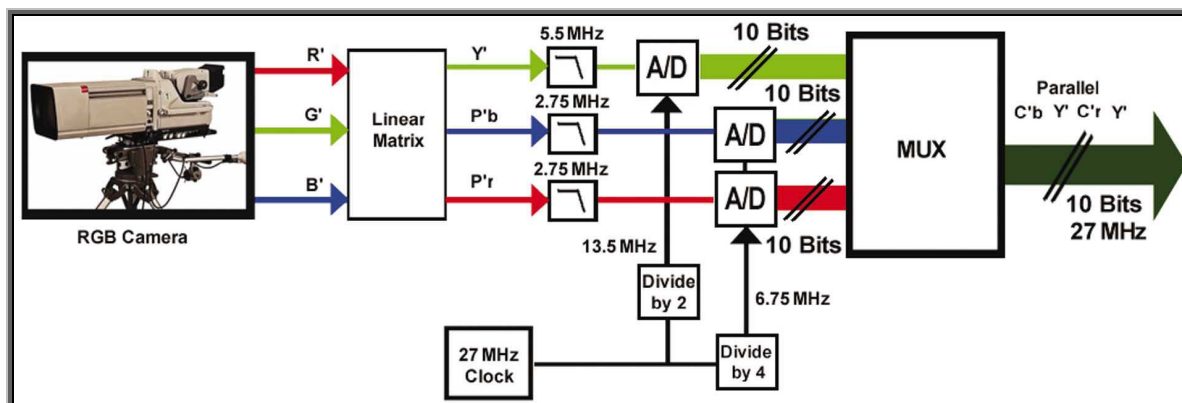 RGB Camera
R'
G'
B'
Linear
Matrix
Y'
P'b
P'r
5.5 MHz
2.75 MHz
2.75 MHz
A/D
A/D
A/D
10 Bits
10 Bits
10 Bits
MUX
Parallel
C'b Y' C'r Y'
10 Bits
27 MHz
13.5 MHz
Divide
by 2
6.75 MHz
27 MHz
Clock
Divide
by 4